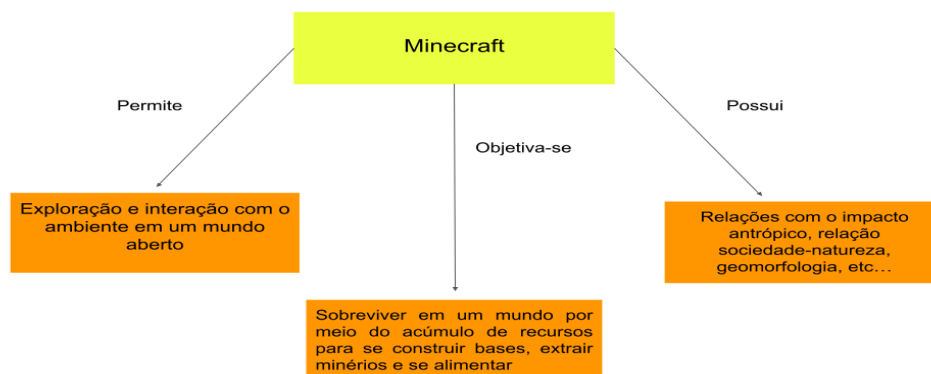 Minecraft
Permite
Objetiva-se
Possui
Exploração e interação com o
ambiente em um mundo
aberto
Relações com o impacto
antrópico, relação
sociedade-natureza,
geomorfologia, etc...
Sobreviver em um mundo por
meio do acúmulo de recursos
para se construir bases, extrair
minérios e se alimentar